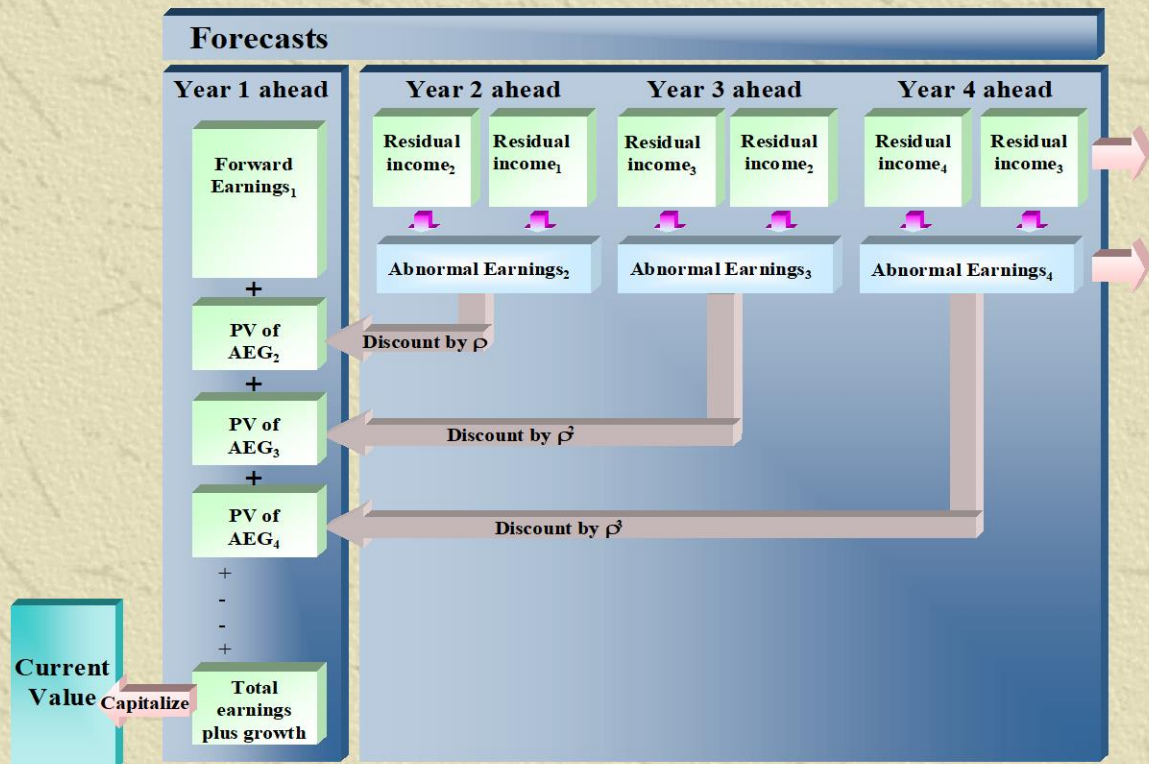 Forecasts
Year 1 ahead
Forward
Earnings₁
+
PV of
AEG₂
+
PV of
AEG₃
+
PV of
AEG₄
+
-
-
+
Total
earnings
plus growth
Capitalize
Current
Value
Year 2 ahead
Residual
income₂
Residual
income₁
Abnormal Earnings₂
Discount by ρ
Year 3 ahead
Residual
income₃
Residual
income₂
Abnormal Earnings₃
Discount by ρ²
Year 4 ahead
Residual
income₄
Residual
income₃
Abnormal Earnings₄
Discount by ρ³